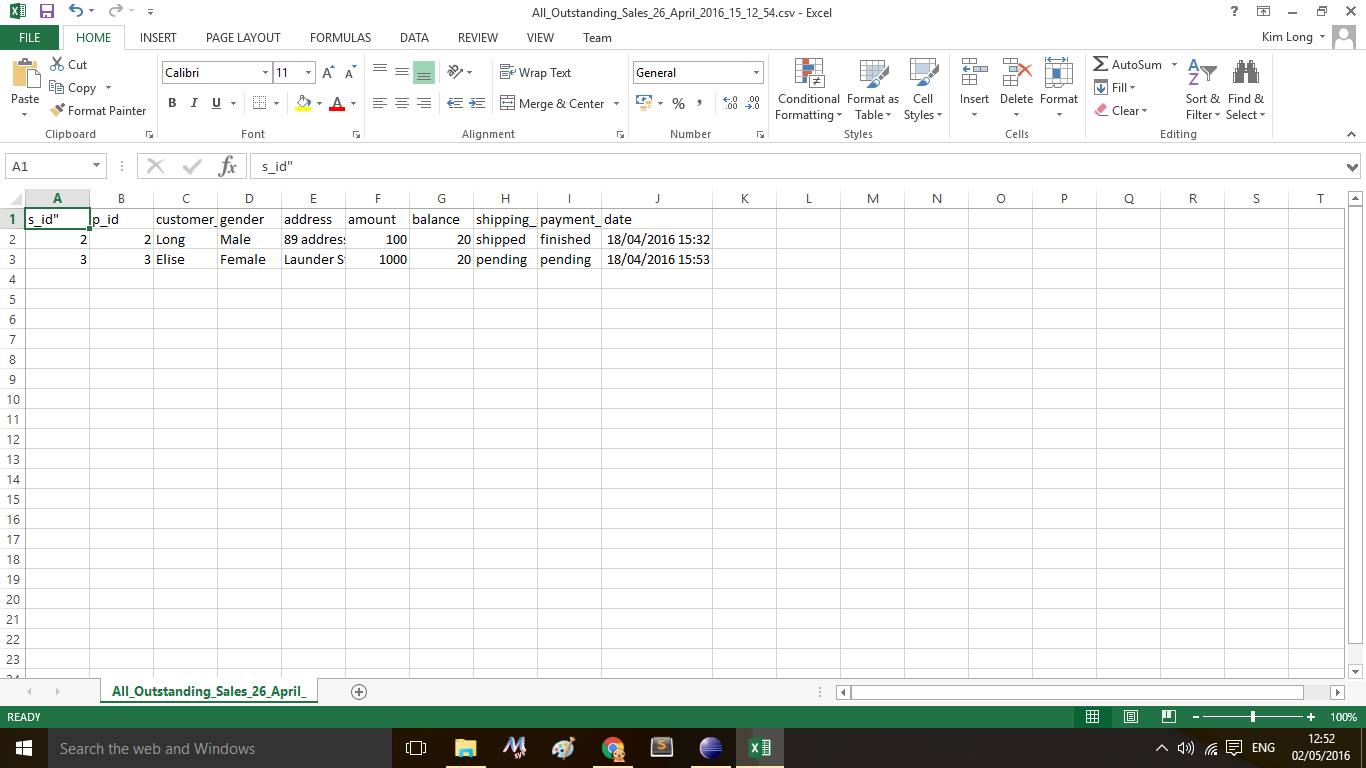 All_Outstanding_Sales_26_April_2016_15_12_54.csv - Excel
FILE HOME INSERT PAGE LAYOUT FORMULAS DATA REVIEW VIEW Team Kim Long
Paste Cut Copy Format Painter
Calibri 11 B I U A A A
Wrap Text
Merge & Center
General
% ,
Conditional Formatting Format as Table Cell Styles
Insert Delete Format
AutoSum Fill Clear Sort & Filter Find & Select
Clipboard Font Alignment Number Styles Cells Editing
A1 fx s_id"
A B C D E F G H I J K L M N O P Q R S T
1 s_id" p_id customer_ gender address amount balance shipping_ payment_ date
2 2 2 Long Male 89 address 100 20 shipped finished 18/04/2016 15:32
3 3 3 Elise Female Launder S 1000 20 pending pending 18/04/2016 15:53
4
5
6
7
8
9
10
11
12
13
14
15
16
17
18
19
20
21
22
23
24
All_Outstanding_Sales_26_April_
READY 100%
Search the web and Windows ENG 12:52
02/05/2016